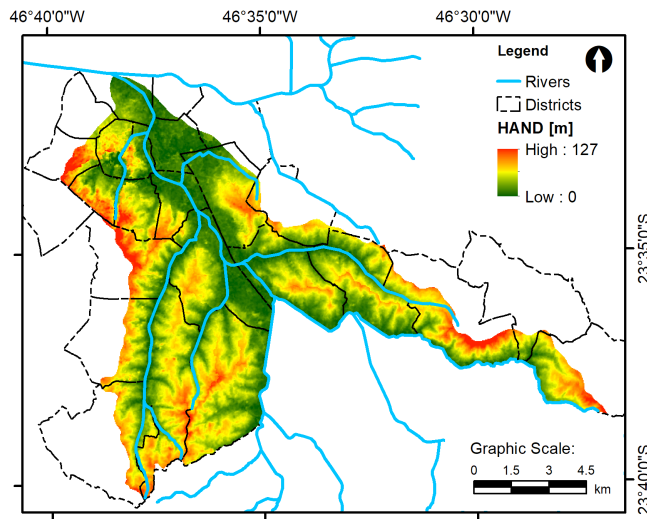 46°40'0"W 46°35'0"W 46°30'0"W
Legend
Rivers
Districts
HAND [m]
High : 127
Low : 0
23°35'0"S
23°40'0"S
Graphic Scale:
0 1.5 3 4.5
km